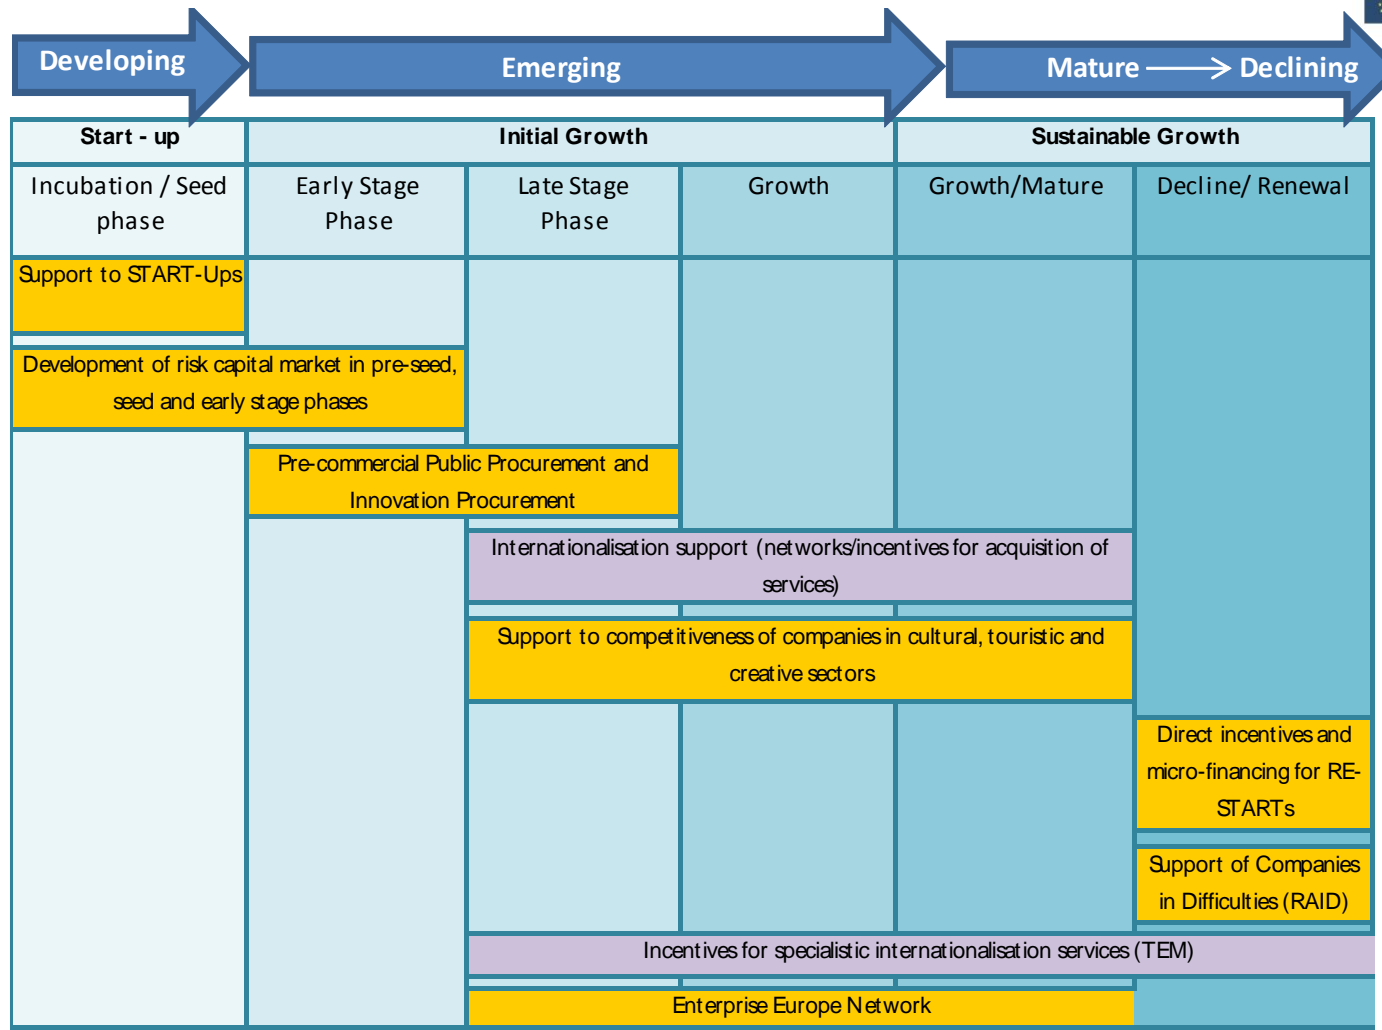 Developing
Emerging
Mature → Declining
Start - up
Initial Growth
Sustainable Growth
Incubation / Seed
phase
Early Stage
Phase
Late Stage
Phase
Growth
Growth/Mature
Decline/ Renewal
Support to START-Ups
Development of risk capital market in pre-seed,
seed and early stage phases
Pre-commercial Public Procurement and
Innovation Procurement
Internationalisation support (networks/incentives for acquisition of
services)
Support to competitiveness of companies in cultural, touristic and
creative sectors
Direct incentives and
micro-financing for RE-
STARTs
Support of Companies
in Difficulties (RAID)
Incentives for specialistic internationalisation services (TEM)
Enterprise Europe Network